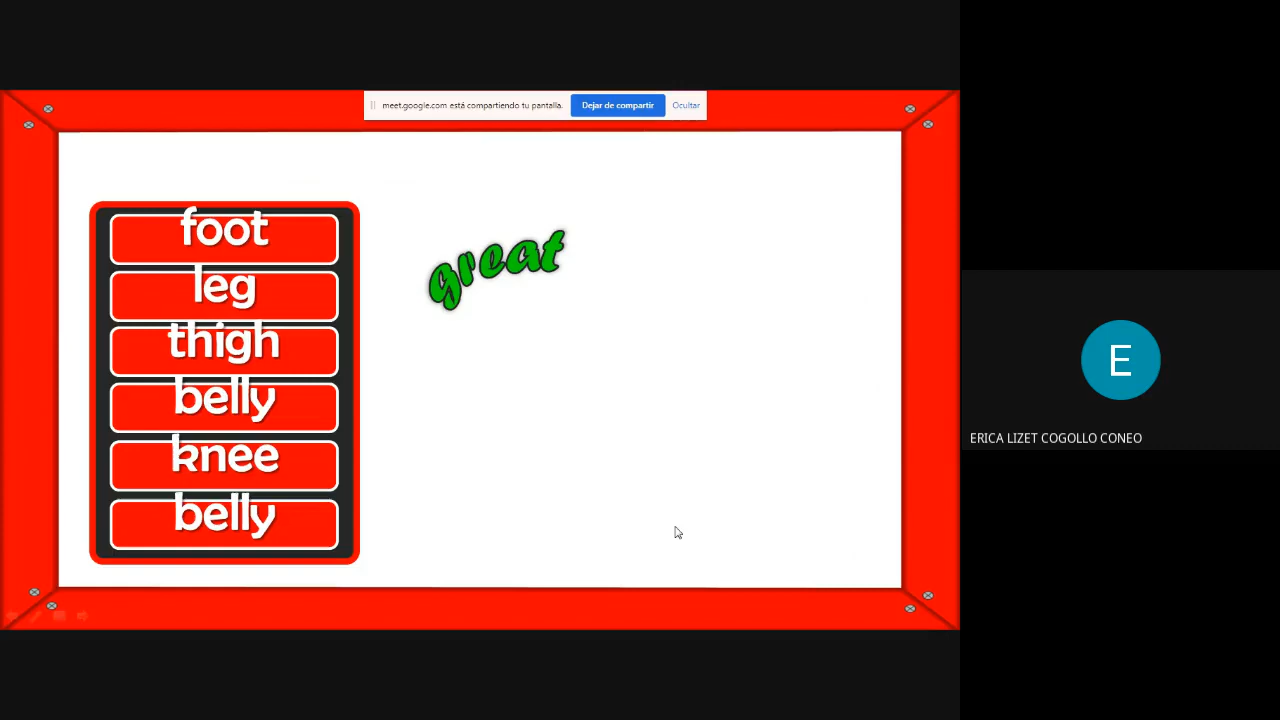 meet.google.com está compartiendo tu pantalla.
Dejar de compartir
Ocultar
foot
leg
thigh
belly
knee
belly
great
E
ERICA LIZET COGOLLO CONEO